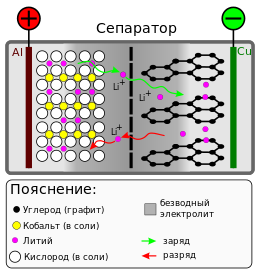 Сепаратор
Al
Cu
Li+
Li+
Li+
Пояснение:
Углерод (графит)
Кобальт (в соли)
Литий
Кислород (в соли)
безводный
электролит
заряд
разряд